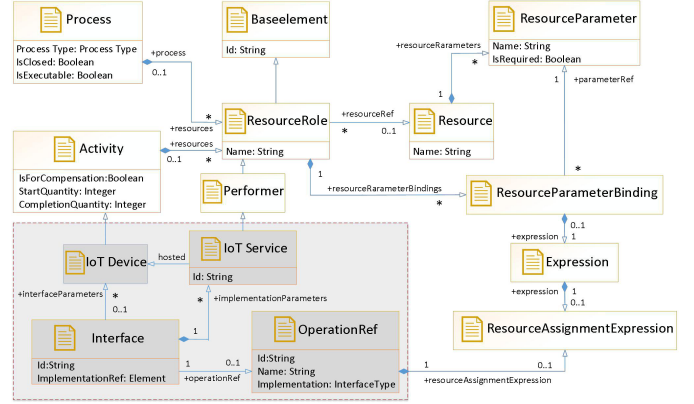 Process
Process Type: Process Type
IsClosed: Boolean
IsExecutable: Boolean
+process
0..1
Baseelement
Id: String
ResourceParameter
Name: String
IsRequired: Boolean
+resourceRarameters
*
1
1
+parameterRef
*
+resources
ResourceRole
Name: String
+resourceRef
*
0..1
Resource
Name: String
*
Activity
IsForCompensation:Boolean
StartQuantity: Integer
CompletionQuantity: Integer
+resources
0..1
*
Performer
1
+resourceRarameterBindings
*
ResourceParameterBinding
0..1
+expression
1
IoT Device
hosted
IoT Service
Id: String
Expression
+interfaceParameters
*
0..1
*
+implementationParameters
+expression
1
0..1
Interface
Id:String
ImplementationRef: Element
1
OperationRef
Id:String
Name: String
Implementation: InterfaceType
ResourceAssignmentExpression
1
0..1
+operationRef
1
0..1
+resourceAssignmentExpression